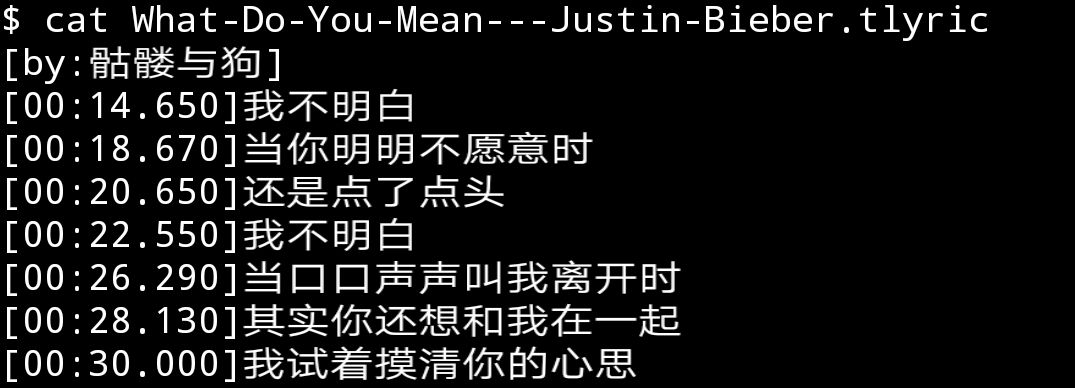 $ cat What-Do-You-Mean---Justin-Bieber.tlyric
[by:骷髅与狗]
[00:14.650]我不明白
[00:18.670]当你明明不愿意时
[00:20.650]还是点了点头
[00:22.550]我不明白
[00:26.290]当口口声声叫我离开时
[00:28.130]其实你还想和我在一起
[00:30.000]我试着摸清你的心思